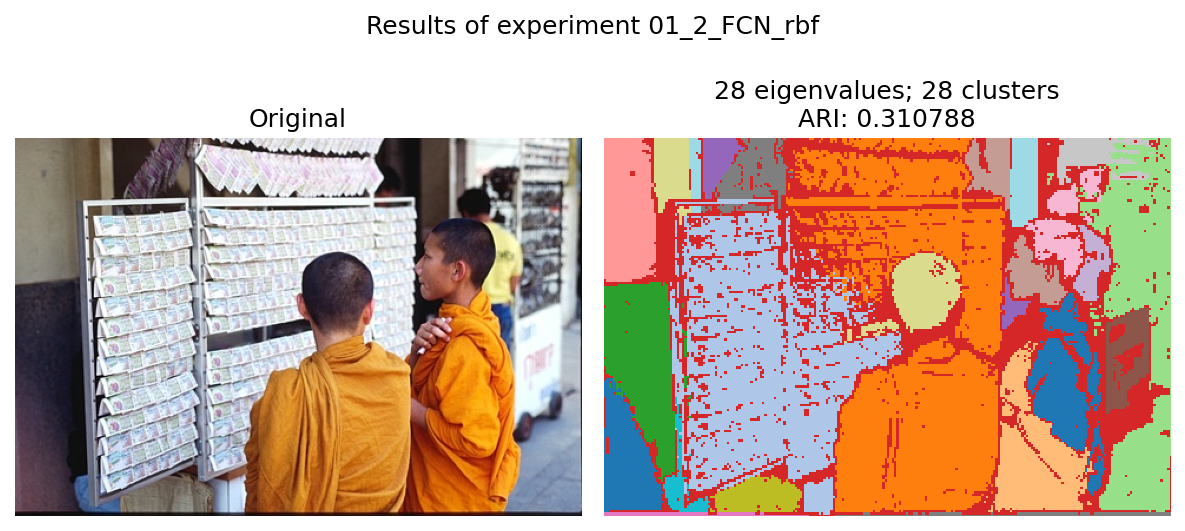 Results of experiment 01_2_FCN_rbf
Original
28 eigenvalues; 28 clusters
ARI: 0.310788